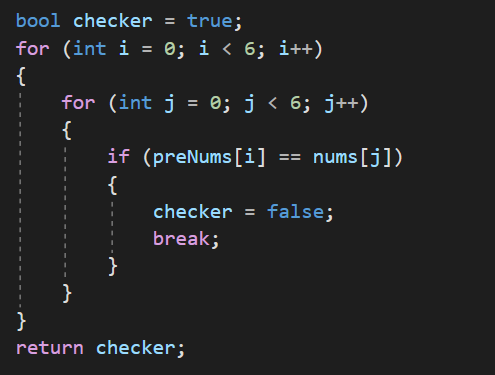 bool checker = true;
for (int i = 0; i < 6; i++)
{
    for (int j = 0; j < 6; j++)
    {
        if (preNums[i] == nums[j])
        {
            checker = false;
            break;
        }
    }
}
return checker;